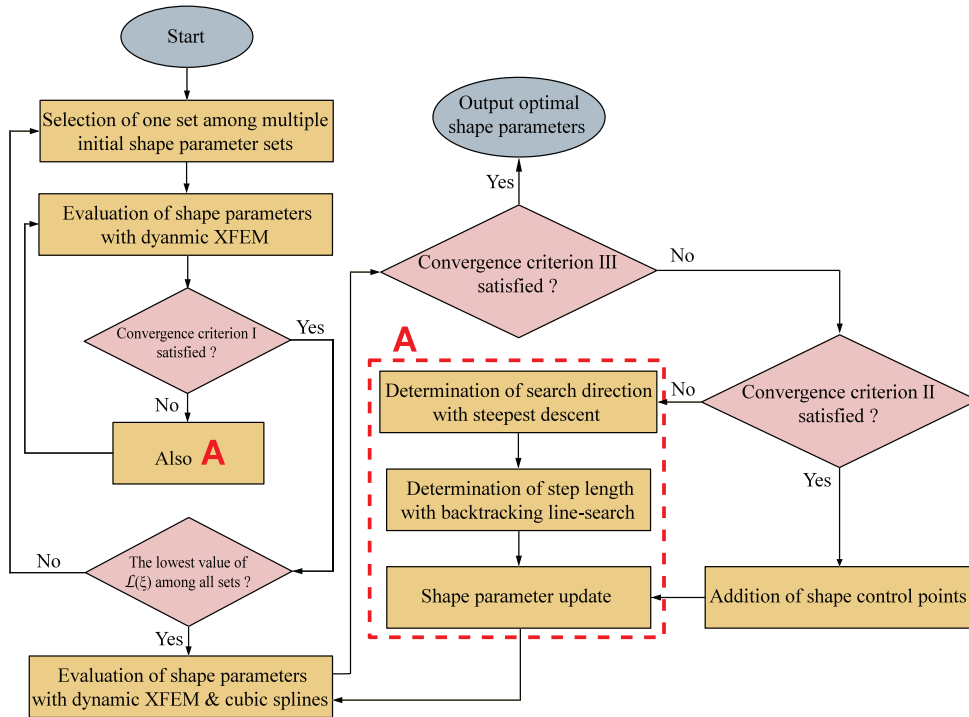 Start
Selection of one set among multiple
initial shape parameter sets
Evaluation of shape parameters
with dyanmic XFEM
Convergence criterion I
satisfied ?
Yes
No
Also A
The lowest value of
ℒ(ξ) among all sets ?
No
Yes
Evaluation of shape parameters
with dynamic XFEM & cubic splines
Output optimal
shape parameters
Yes
Convergence criterion III
satisfied ?
No
Convergence criterion II
satisfied ?
No
Yes
A
Determination of search direction
with steepest descent
Determination of step length
with backtracking line-search
Shape parameter update
Addition of shape control points